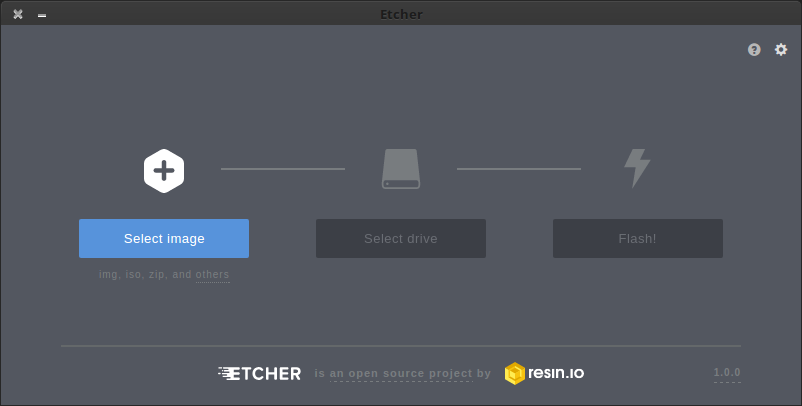 Etcher
Select image
Select drive
Flash!
img, iso, zip, and others
ETCHER is an open source project by resin.io
1.0.0